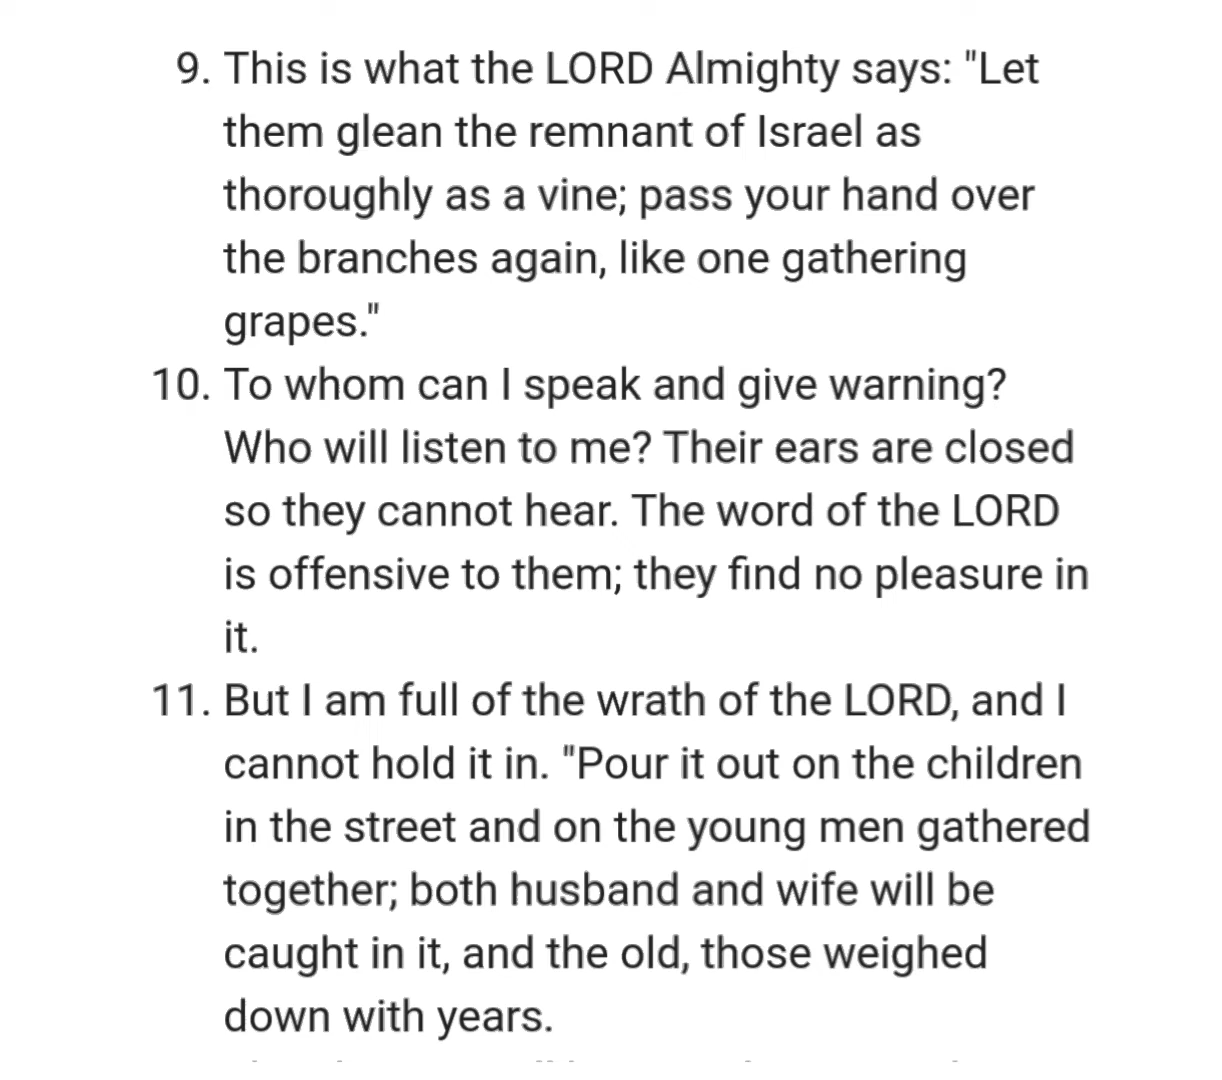 9. This is what the LORD Almighty says: "Let
them glean the remnant of Israel as
thoroughly as a vine; pass your hand over
the branches again, like one gathering
grapes."
10. To whom can I speak and give warning?
Who will listen to me? Their ears are closed
so they cannot hear. The word of the LORD
is offensive to them; they find no pleasure in
it.
11. But I am full of the wrath of the LORD, and I
cannot hold it in. "Pour it out on the children
in the street and on the young men gathered
together; both husband and wife will be
caught in it, and the old, those weighed
down with years.